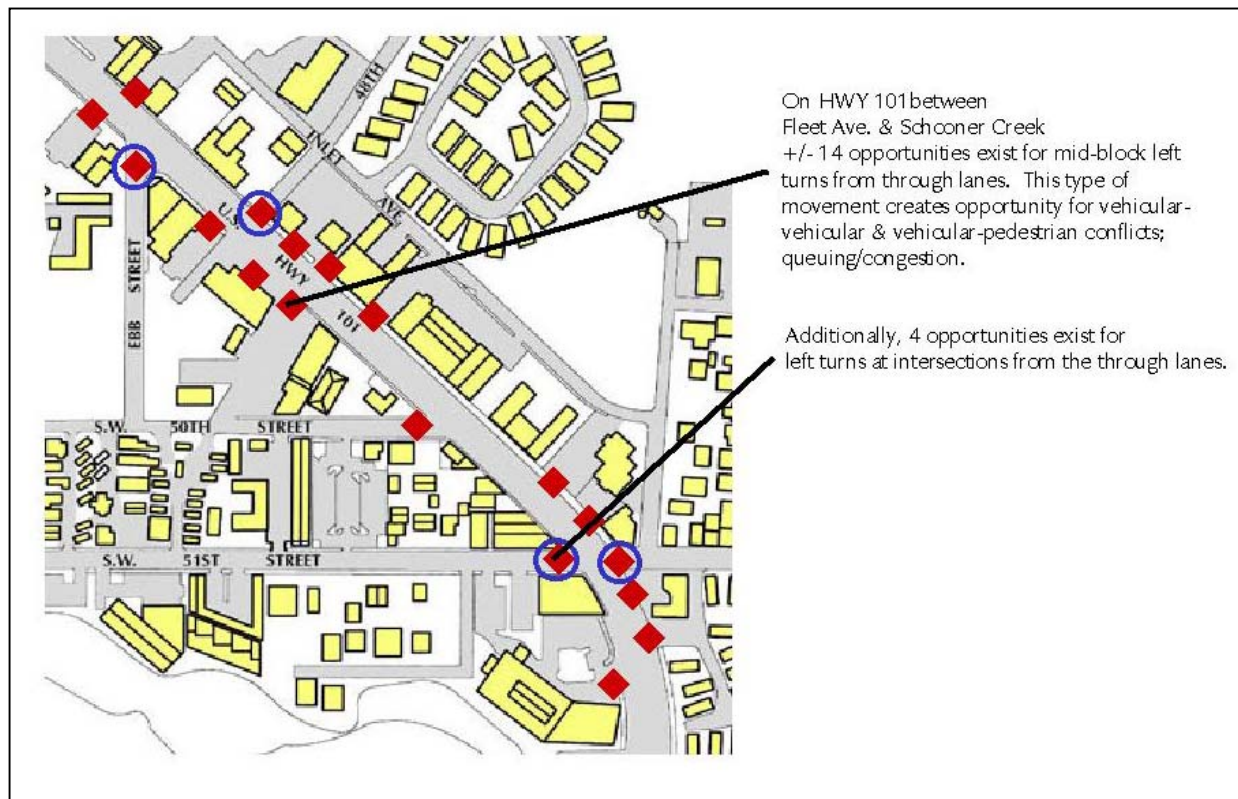 On HWY 101between
Fleet Ave. & Schooner Creek
+/- 14 opportunities exist for mid-block left
turns from through lanes. This type of
movement creates opportunity for vehicular-
vehicular & vehicular-pedestrian conflicts;
queuing/congestion.
Additionally, 4 opportunities exist for
left turns at intersections from the through lanes.
48TH
INLET
AVE
U.S.
HWY
101
EBB STREET
S.W. 50TH STREET
S.W. 51ST STREET